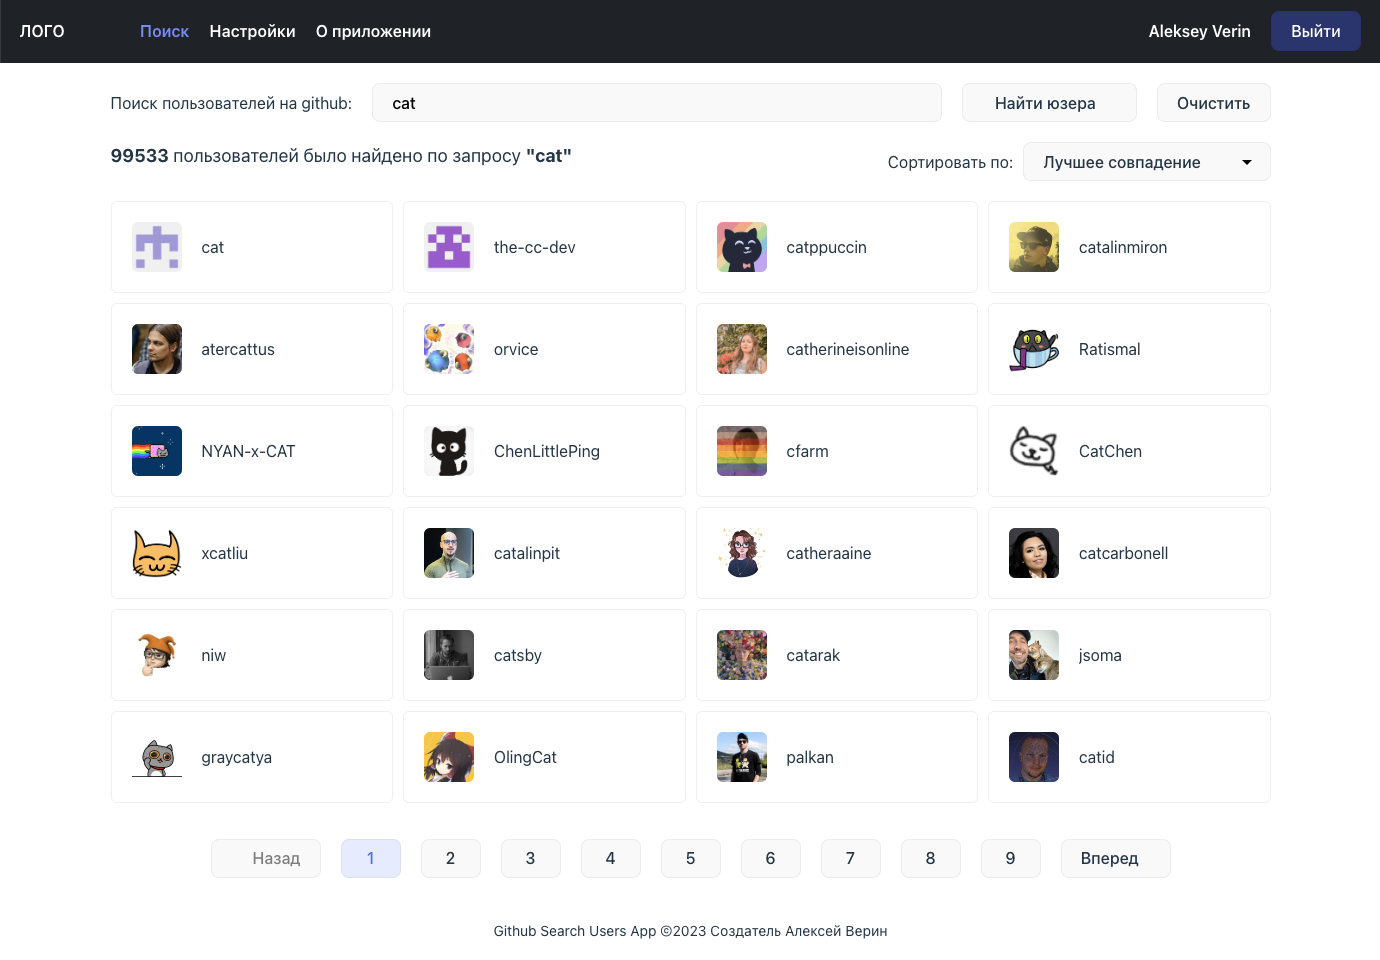 ЛОГО Поиск Настройки О приложении Aleksey Verin Выйти
Поиск пользователей на github: cat Найти юзера Очистить
99533 пользователей было найдено по запросу "cat"
Сортировать по: Лучшее совпадение
cat the-cc-dev catppuccin catalinmiron
atercattus orvice catherineisonline Ratismal
NYAN-x-CAT ChenLittlePing cfarm CatChen
xcatliu catalinpit catheraaine catcarbonell
niw catsby catarak jsoma
graycatya OlingCat palkan catid
Назад 1 2 3 4 5 6 7 8 9 Вперед
Github Search Users App ©2023 Создатель Алексей Верин